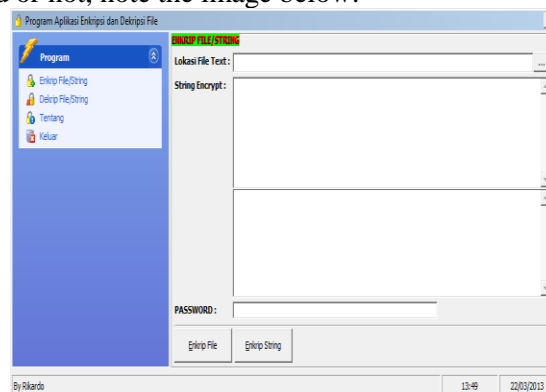 d or not, note the image below.
Program Aplikasi Enkripsi dan Dekripsi File
Program
Enkrip File/String
Dekrip File/String
Tentang
Keluar
ENKRIP FILE/STRING
Lokasi File Text :
...
String Encrypt :
PASSWORD :
Enkrip File
Enkrip String
By Rikardo
13:49
22/03/2013